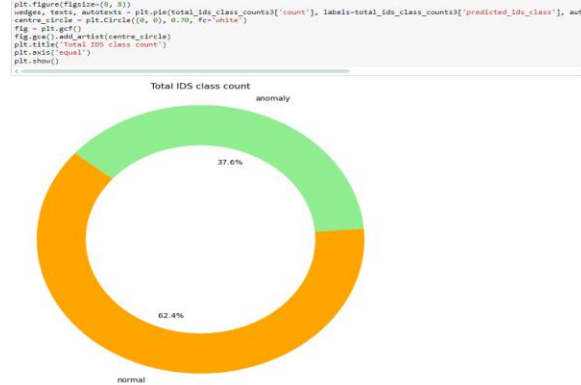 plt.figure(figsize=(8, 8))
wedges, texts, autotexts = plt.pie(total_ids_class_counts3['count'], labels=total_ids_class_counts3['predicted_ids_class'], aut
centre_circle = plt.Circle((0, 0), 0.70, fc="white")
fig = plt.gcf()
fig.gca().add_artist(centre_circle)
plt.title('Total IDS class count')
plt.axis('equal')
plt.show()
Total IDS class count
anomaly
37.6%
62.4%
normal